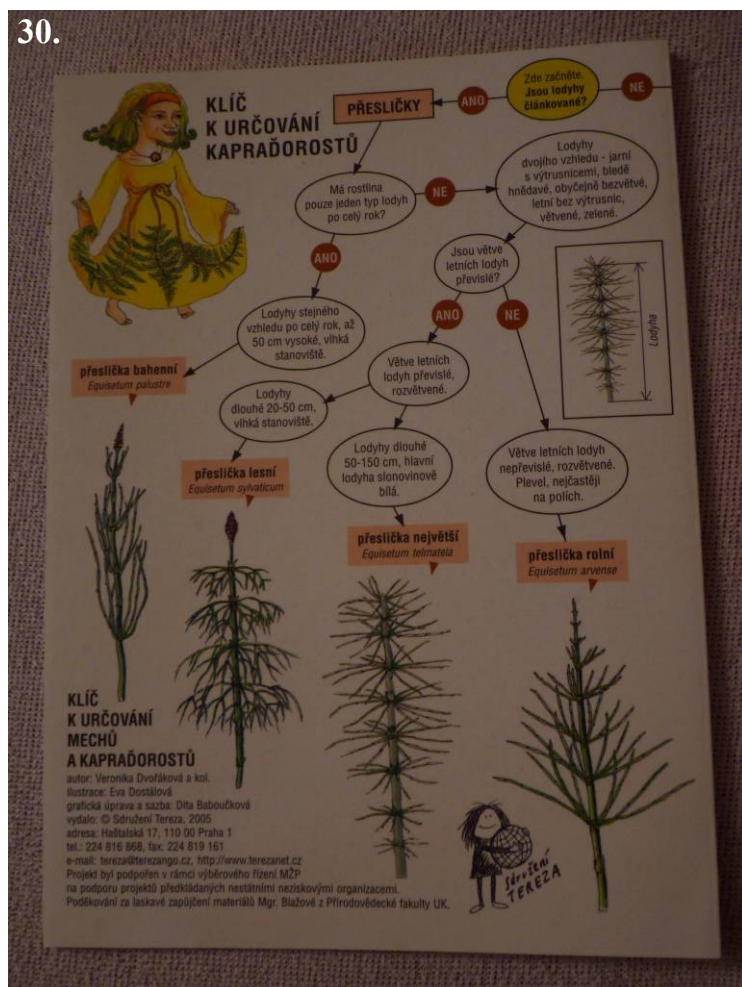 30.
KLÍČ
K URČOVÁNÍ
KAPRAĎOROSTŮ
Zde začněte.
Jsou lodyhy
článkované?
NE
ANO
PŘESLIČKY
Má rostlina
pouze jeden typ lodyh
po celý rok?
NE
Lodyhy
dvojího vzhledu - jarní
s výtrusnicemi, bledě
hnědavé, obyčejně bezvětvé,
letní bez výtrusnic,
větvené, zelené.
ANO
Jsou větve
letních lodyh
převislé?
Lodyhy stejného
vzhledu po celý rok, až
50 cm vysoké, vlhká
stanoviště.
ANO
NE
Lodyha
přeslička bahenní
Equisetum palustre
Větve letních
lodyh převislé,
rozvětvené.
Lodyhy
dlouhé 20-50 cm,
vlhká stanoviště.
Lodyhy dlouhé
50-150 cm, hlavní
lodyha slonovinově
bílá.
Větve letních lodyh
nepřevislé, rozvětvené.
Plevel, nejčastěji
na polích.
přeslička lesní
Equisetum sylvaticum
přeslička největší
Equisetum telmateia
přeslička rolní
Equisetum arvense
KLÍČ
K URČOVÁNÍ
MECHŮ
A KAPRAĎOROSTŮ
autor: Veronika Dvořáková a kol.
ilustrace: Eva Dostálová
grafická úprava a sazba: Dita Baboučková
vydalo: © Sdružení Tereza, 2005
adresa: Haštalská 17, 110 00 Praha 1
tel.: 224 816 868, fax: 224 819 161
e-mail: tereza@terezango.cz, http://www.terezanet.cz
Projekt byl podpořen v rámci výběrového řízení MŽP
na podporu projektů předkládaných nestátními neziskovými organizacemi.
Poděkování za laskavé zapůjčení materiálů Mgr. Blažové z Přírodovědecké fakulty UK.
Sdružení
TEREZA